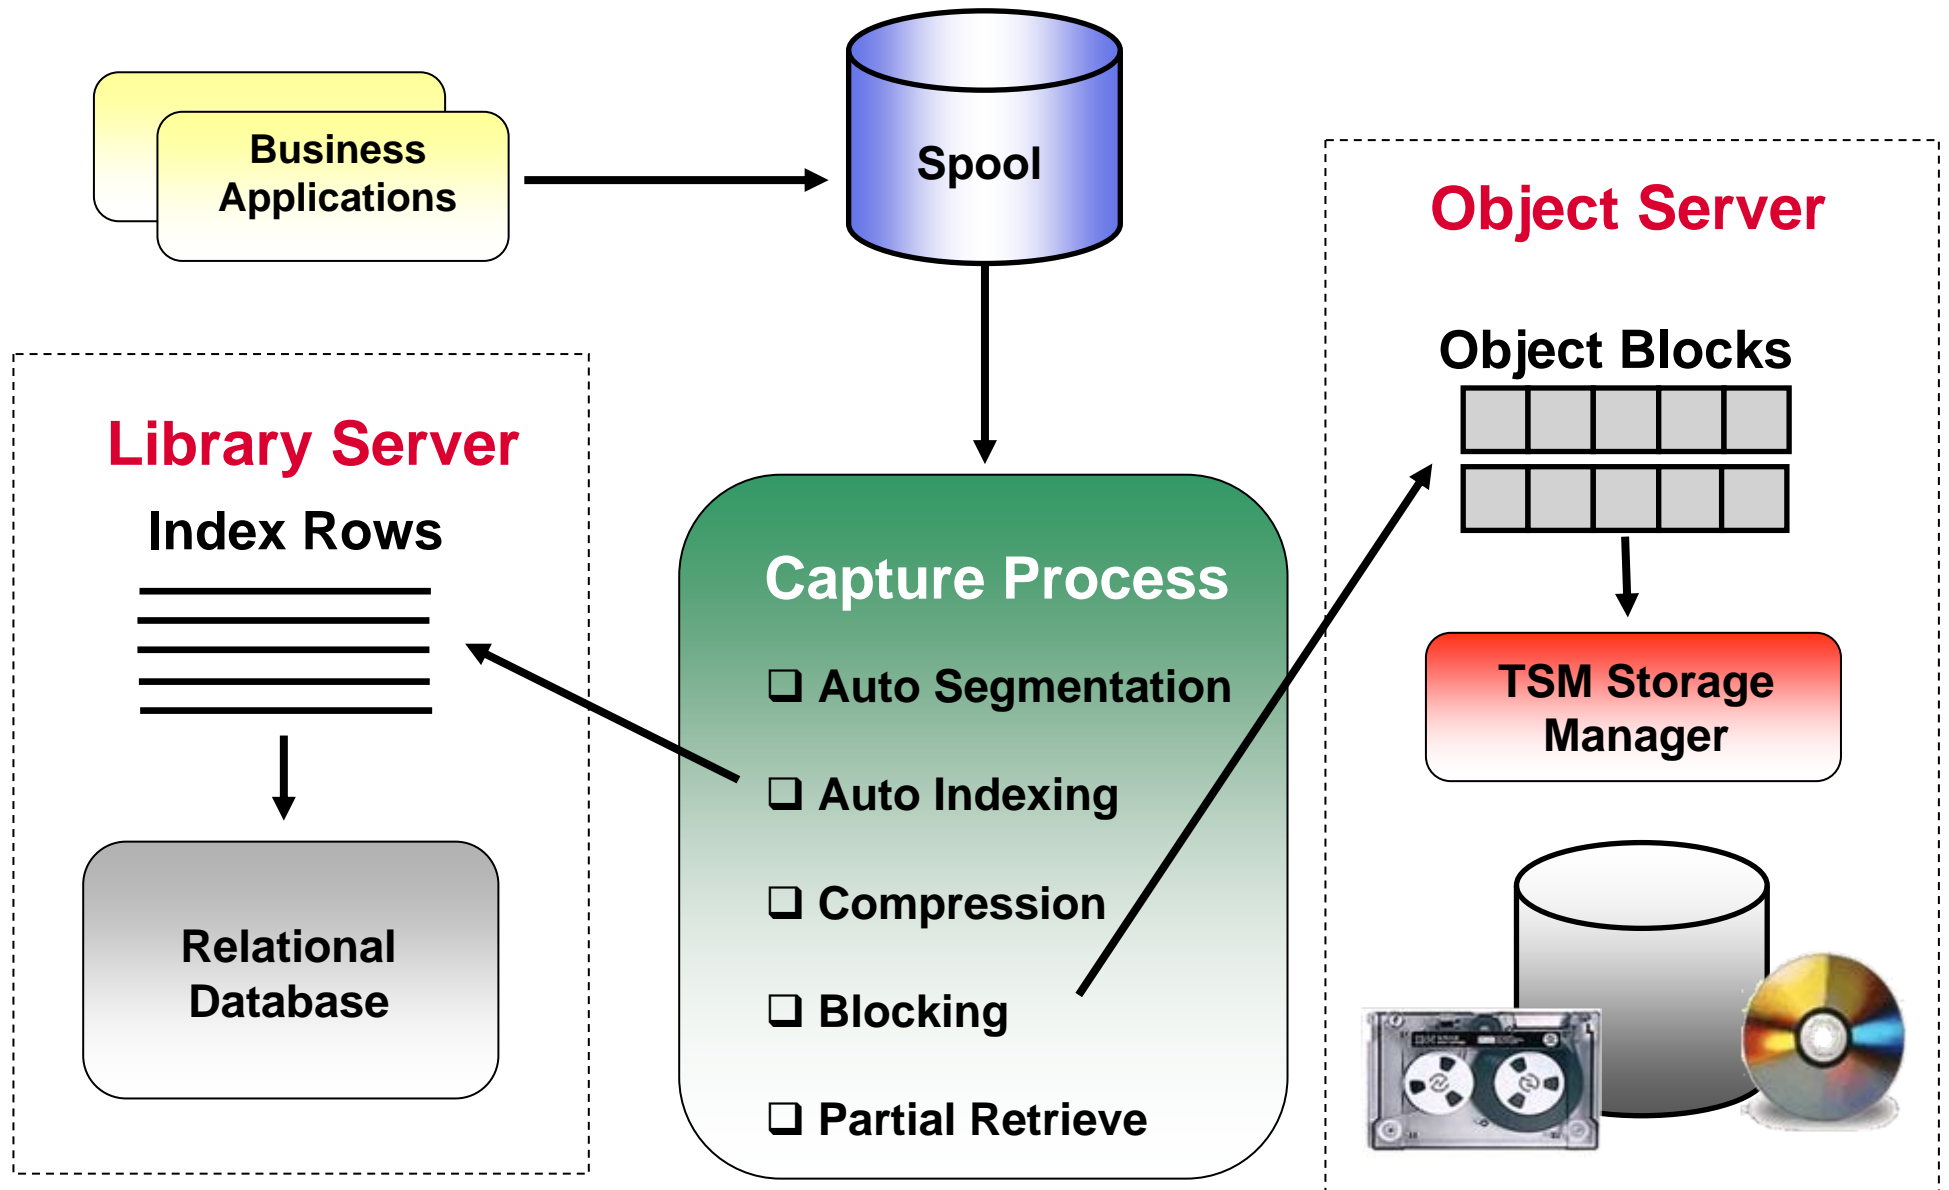 Business
Applications
Spool
Object Server
Object Blocks
Library Server
Index Rows
Capture Process
❑ Auto Segmentation
❑ Auto Indexing
❑ Compression
❑ Blocking
❑ Partial Retrieve
TSM Storage
Manager
Relational
Database